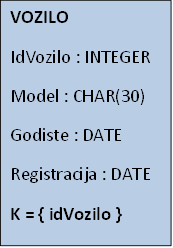 VOZILO
IdVozilo : INTEGER
Model : CHAR(30)
Godiste : DATE
Registracija : DATE
K = { idVozilo }